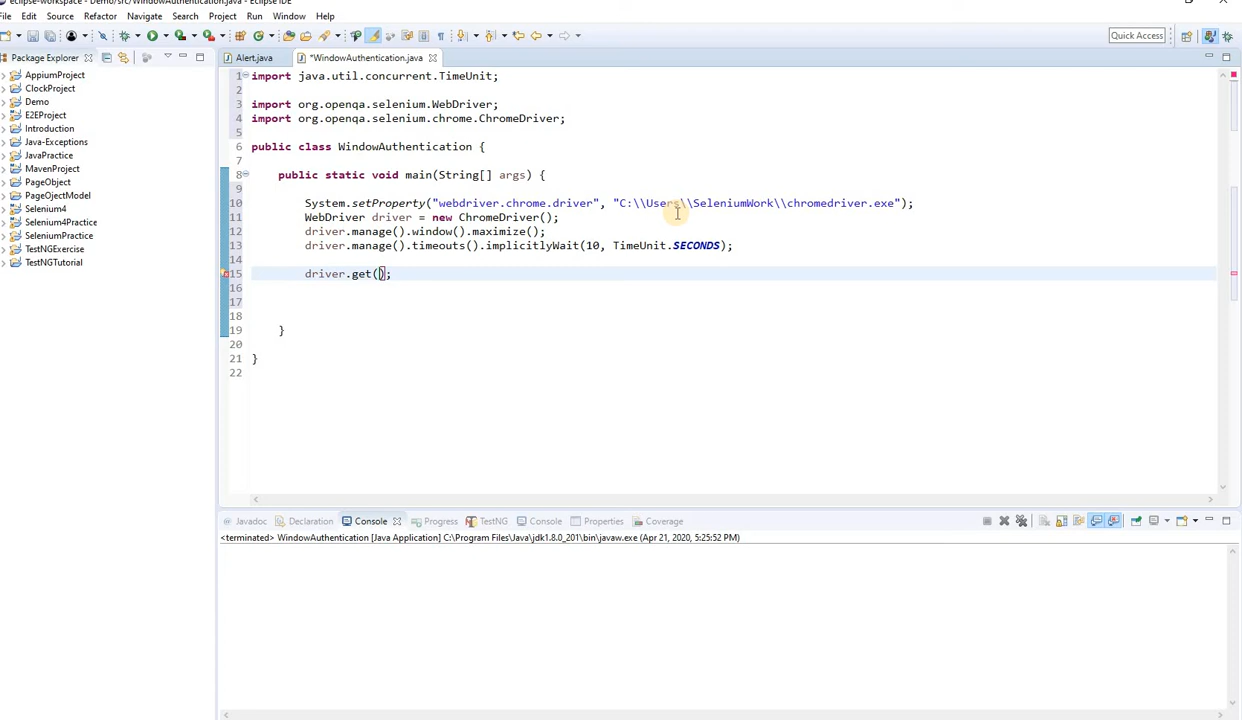 eclipse-workspace - Demo/src/WindowAuthentication.java - Eclipse IDE
File Edit Source Refactor Navigate Search Project Run Window Help
Quick Access
Package Explorer
Alert.java *WindowAuthentication.java
AppiumProject
ClockProject
Demo
E2EProject
Introduction
Java-Exceptions
JavaPractice
MavenProject
PageObject
PageOjectModel
Selenium4
Selenium4Practice
SeleniumPractice
TestNGExercise
TestNGTutorial
1 import java.util.concurrent.TimeUnit;
2
3 import org.openqa.selenium.WebDriver;
4 import org.openqa.selenium.chrome.ChromeDriver;
5
6 public class WindowAuthentication {
7
8 public static void main(String[] args) {
9
10 System.setProperty("webdriver.chrome.driver", "C:\\Users\\SeleniumWork\\chromedriver.exe");
11 WebDriver driver = new ChromeDriver();
12 driver.manage().window().maximize();
13 driver.manage().timeouts().implicitlyWait(10, TimeUnit.SECONDS);
14
15 driver.get();
16
17
18
19 }
20
21 }
22
Javadoc Declaration Console Progress TestNG Console Properties Coverage
<terminated> WindowAuthentication [Java Application] C:\Program Files\Java\jdk1.8.0_201\bin\javaw.exe (Apr 21, 2020, 5:25:52 PM)